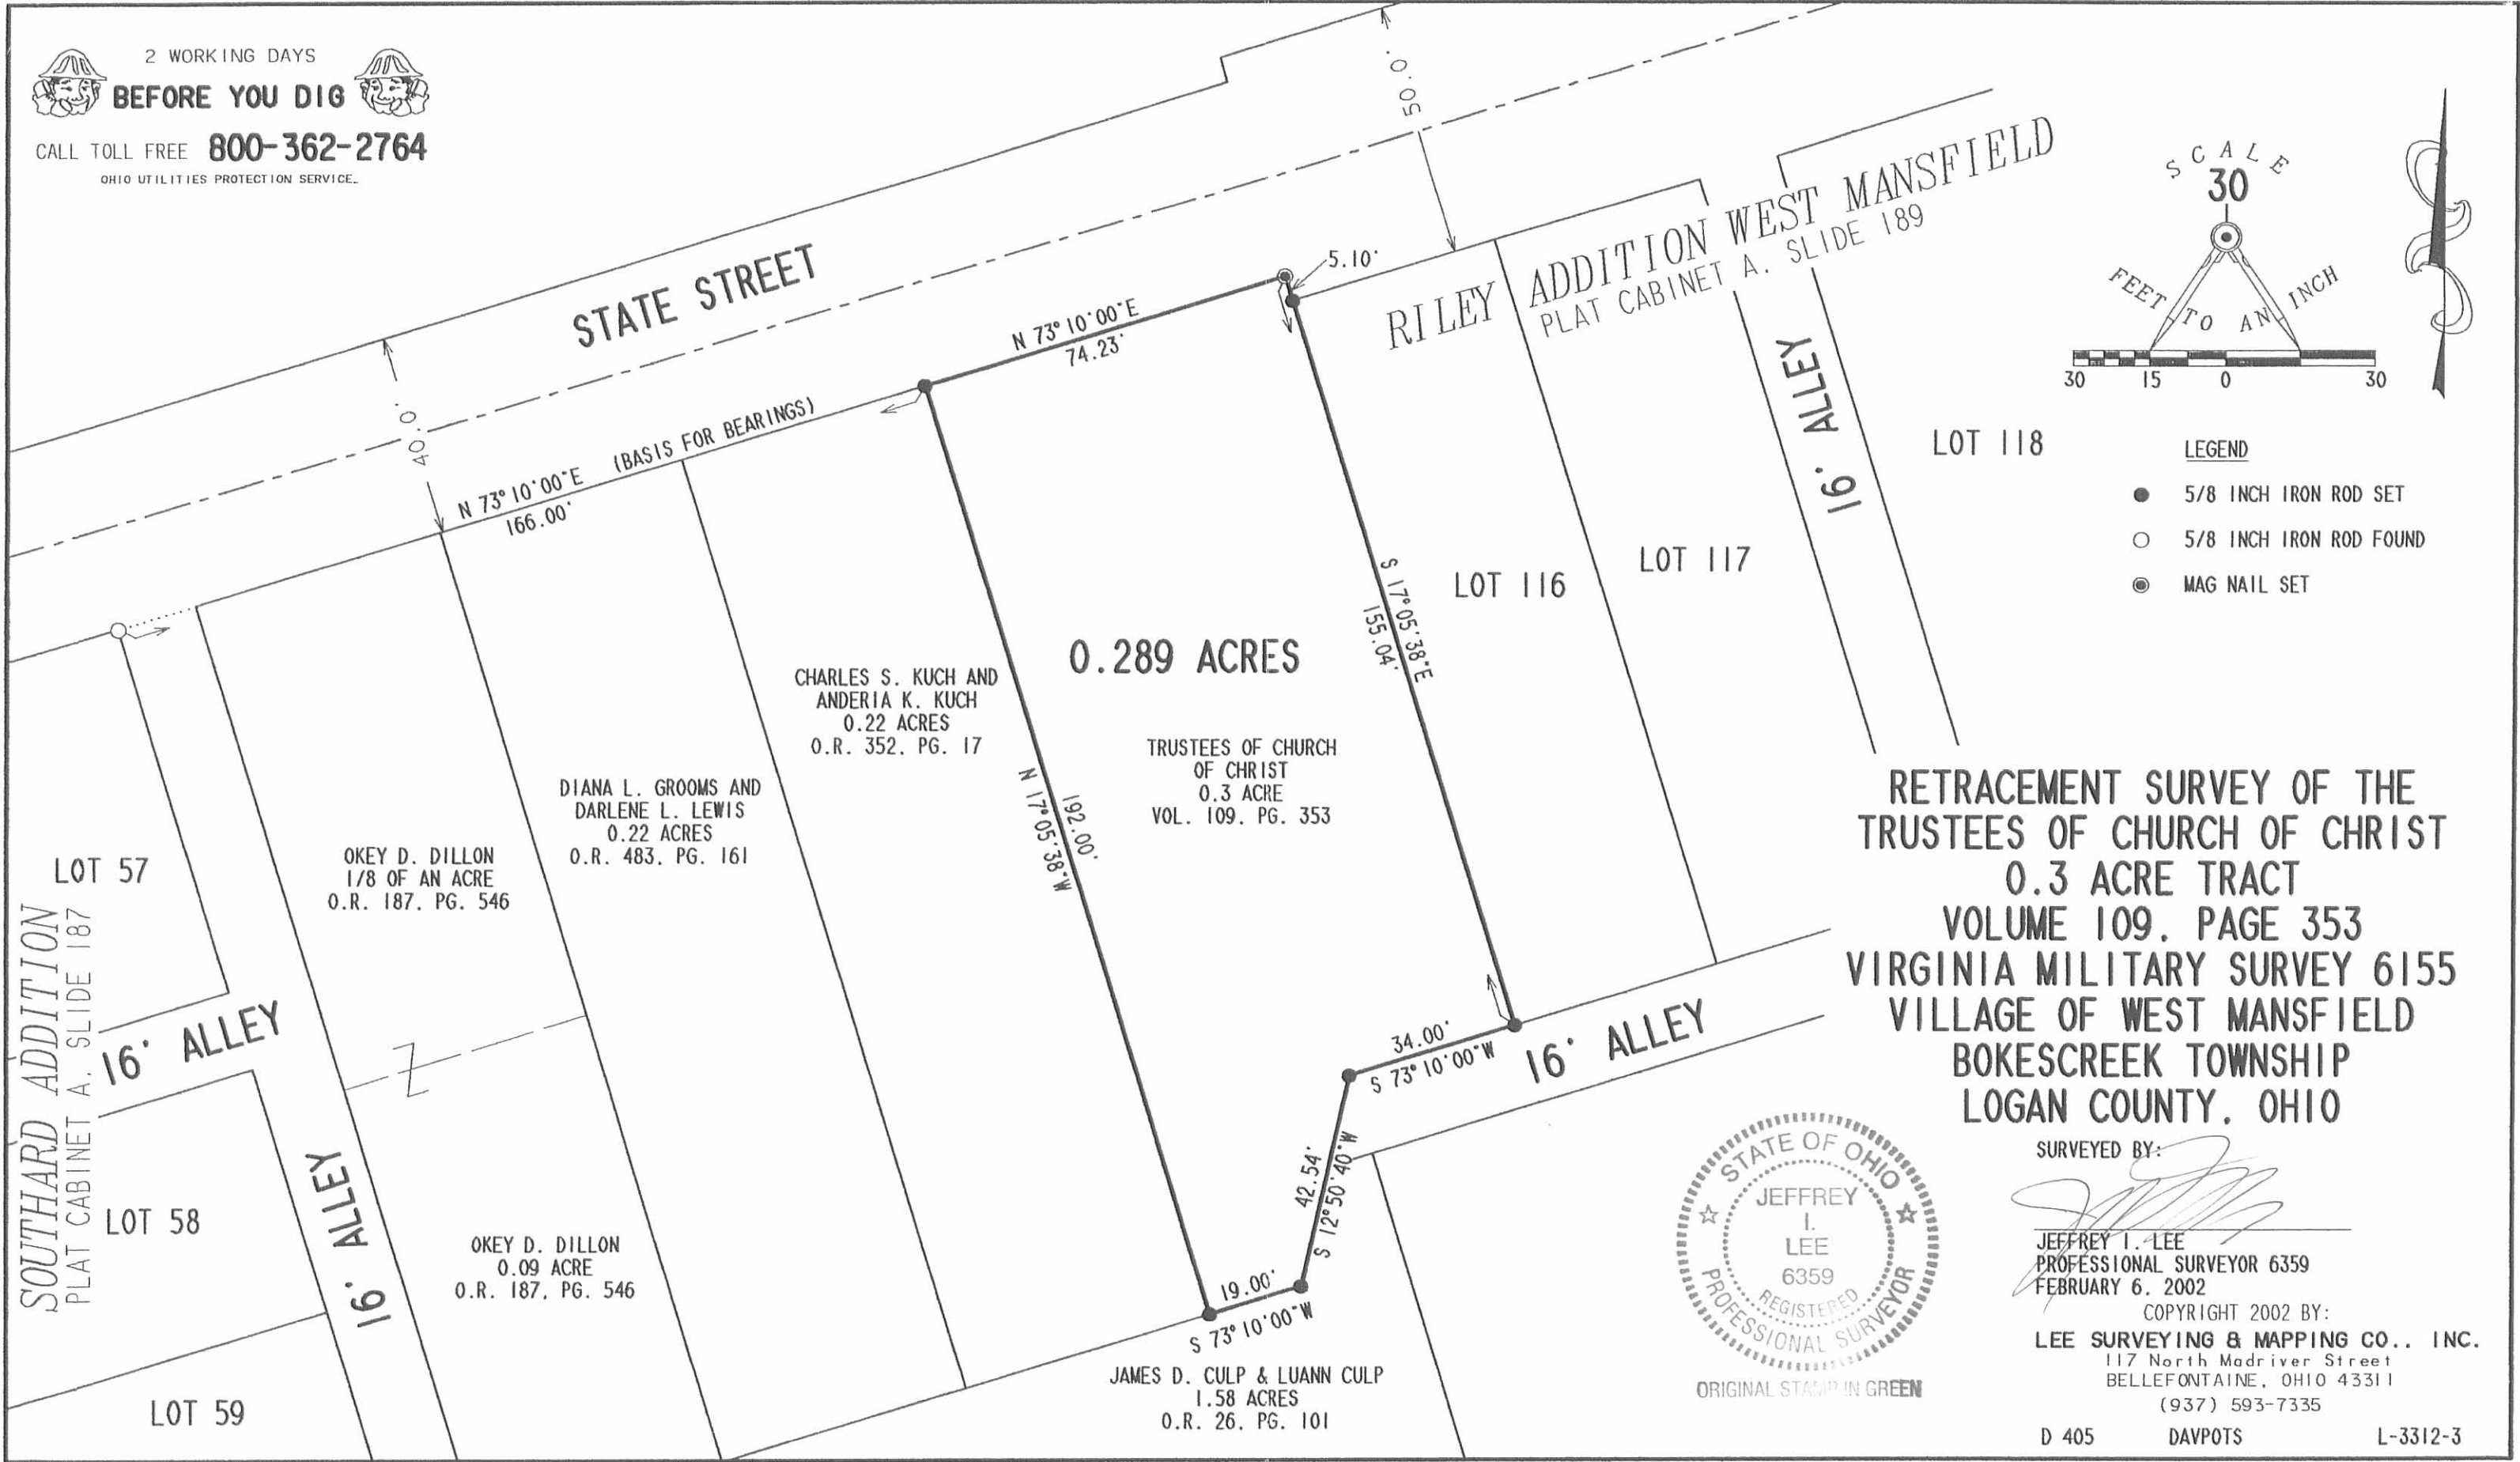 2 WORKING DAYS
BEFORE YOU DIG
CALL TOLL FREE 800-362-2764
OHIO UTILITIES PROTECTION SERVICE.
50.0'
STATE STREET
40.0'
N 73° 10' 00" E
166.00'
(BASIS FOR BEARINGS)
N 73° 10' 00" E
74.23'
5.10'
RILEY ADDITION WEST MANSFIELD
PLAT CABINET A. SLIDE 189
16' ALLEY
SCALE
30
FEET TO AN INCH
30 15 0 30
LOT 118
LEGEND
5/8 INCH IRON ROD SET
5/8 INCH IRON ROD FOUND
MAG NAIL SET
LOT 117
LOT 116
S 17° 05' 38" E
155.04'
0.289 ACRES
TRUSTEES OF CHURCH
OF CHRIST
0.3 ACRE
VOL. 109. PG. 353
N 17° 05' 38" W
192.00'
CHARLES S. KUCH AND
ANDERIA K. KUCH
0.22 ACRES
O.R. 352. PG. 17
DIANA L. GROOMS AND
DARLENE L. LEWIS
0.22 ACRES
O.R. 483. PG. 161
OKEY D. DILLON
1/8 OF AN ACRE
O.R. 187. PG. 546
LOT 57
SOUTHARD ADDITION
PLAT CABINET A. SLIDE 187
16' ALLEY
LOT 58
16' ALLEY
OKEY D. DILLON
0.09 ACRE
O.R. 187. PG. 546
LOT 59
34.00'
S 73° 10' 00" W
16' ALLEY
42.54'
S 12° 50' 40" W
19.00'
S 73° 10' 00" W
JAMES D. CULP & LUANN CULP
1.58 ACRES
O.R. 26. PG. 101
RETRACEMENT SURVEY OF THE
TRUSTEES OF CHURCH OF CHRIST
0.3 ACRE TRACT
VOLUME 109. PAGE 353
VIRGINIA MILITARY SURVEY 6155
VILLAGE OF WEST MANSFIELD
BOKESCREEK TOWNSHIP
LOGAN COUNTY. OHIO
STATE OF OHIO
JEFFREY
I.
LEE
6359
REGISTERED
PROFESSIONAL SURVEYOR
ORIGINAL STAMP IN GREEN
SURVEYED BY:
JEFFREY I. LEE
PROFESSIONAL SURVEYOR 6359
FEBRUARY 6. 2002
COPYRIGHT 2002 BY:
LEE SURVEYING & MAPPING CO.. INC.
117 North Madriver Street
BELLEFONTAINE, OHIO 43311
(937) 593-7335
D 405 DAVPOTS L-3312-3